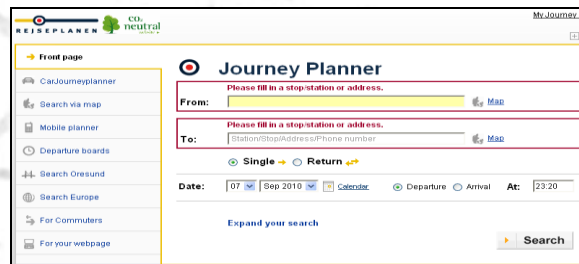 My Journey
REJSEPLANEN
CO2 neutral website
Front page
CarJourneyplanner
Search via map
Mobile planner
Departure boards
Search Oresund
Search Europe
For Commuters
For your webpage
Journey Planner
Please fill in a stop/station or address.
From: Map
Please fill in a stop/station or address.
To: Station/Stop/Address/Phone number Map
Single Return
Date: 07 Sep 2010 Calendar Departure Arrival At: 23:20
Expand your search
Search